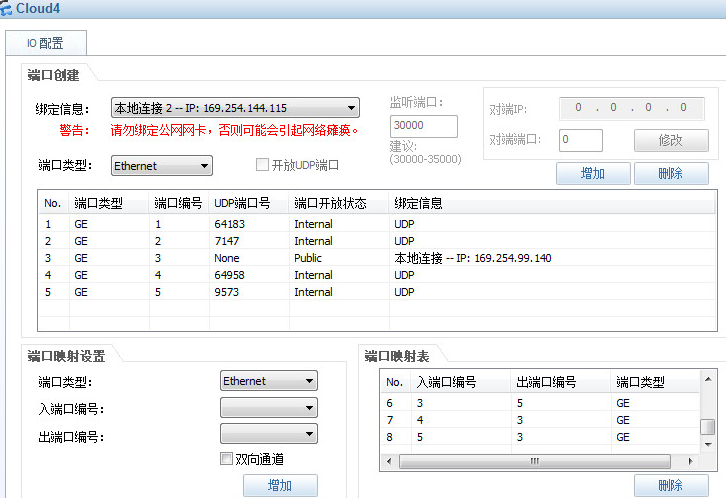 Cloud4
IO 配置
端口创建
绑定信息： 本地连接 2 -- IP: 169.254.144.115
警告： 请勿绑定公网网卡，否则可能会引起网络瘫痪。
监听端口：
30000
建议：
(30000-35000)
对端IP： 0 . 0 . 0 . 0
对端端口： 0 修改
端口类型： Ethernet 开放UDP端口
增加 删除
No. 端口类型 端口编号 UDP端口号 端口开放状态 绑定信息
1 GE 1 64183 Internal UDP
2 GE 2 7147 Internal UDP
3 GE 3 None Public 本地连接 -- IP: 169.254.99.140
4 GE 4 64958 Internal UDP
5 GE 5 9573 Internal UDP
端口映射设置
端口类型： Ethernet
入端口编号：
出端口编号：
双向通道
增加
端口映射表
No. 入端口编号 出端口编号 端口类型
6 3 5 GE
7 4 3 GE
8 5 3 GE
删除